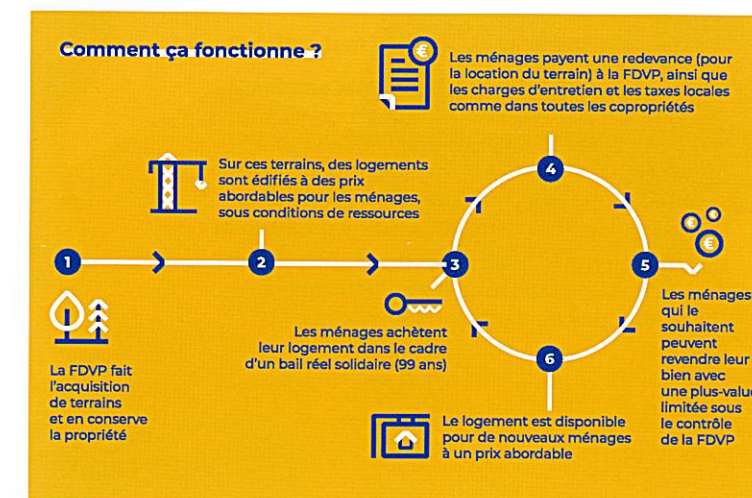 Comment ça fonctionne ?
1
La FDVP fait
l'acquisition
de terrains
et en conserve
la propriété
2
Sur ces terrains, des logements
sont édifiés à des prix
abordables pour les ménages,
sous conditions de ressources
3
Les ménages achètent
leur logement dans le cadre
d'un bail réel solidaire (99 ans)
4
€
Les ménages payent une redevance (pour
la location du terrain) à la FDVP, ainsi que
les charges d'entretien et les taxes locales
comme dans toutes les copropriétés
5
€
€
Les ménages
qui le
souhaitent
peuvent
revendre leur
bien avec
une plus-value
limitée sous
le contrôle
de la FDVP
6
Le logement est disponible
pour de nouveaux ménages
à un prix abordable